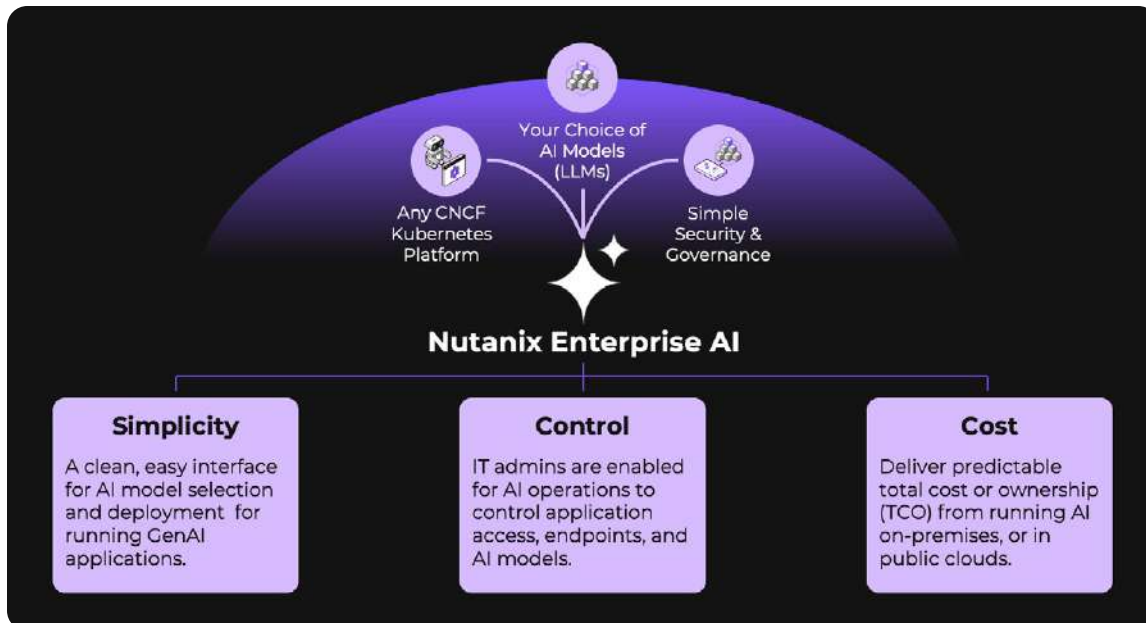 Your Choice of
AI Models
(LLMs)
Any CNCF
Kubernetes
Platform
Simple
Security &
Governance
Nutanix Enterprise AI
Simplicity
A clean, easy interface
for AI model selection
and deployment for
running GenAI
applications.
Control
IT admins are enabled
for AI operations to
control application
access, endpoints, and
AI models.
Cost
Deliver predictable
total cost or ownership
(TCO) from running AI
on-premises, or in
public clouds.